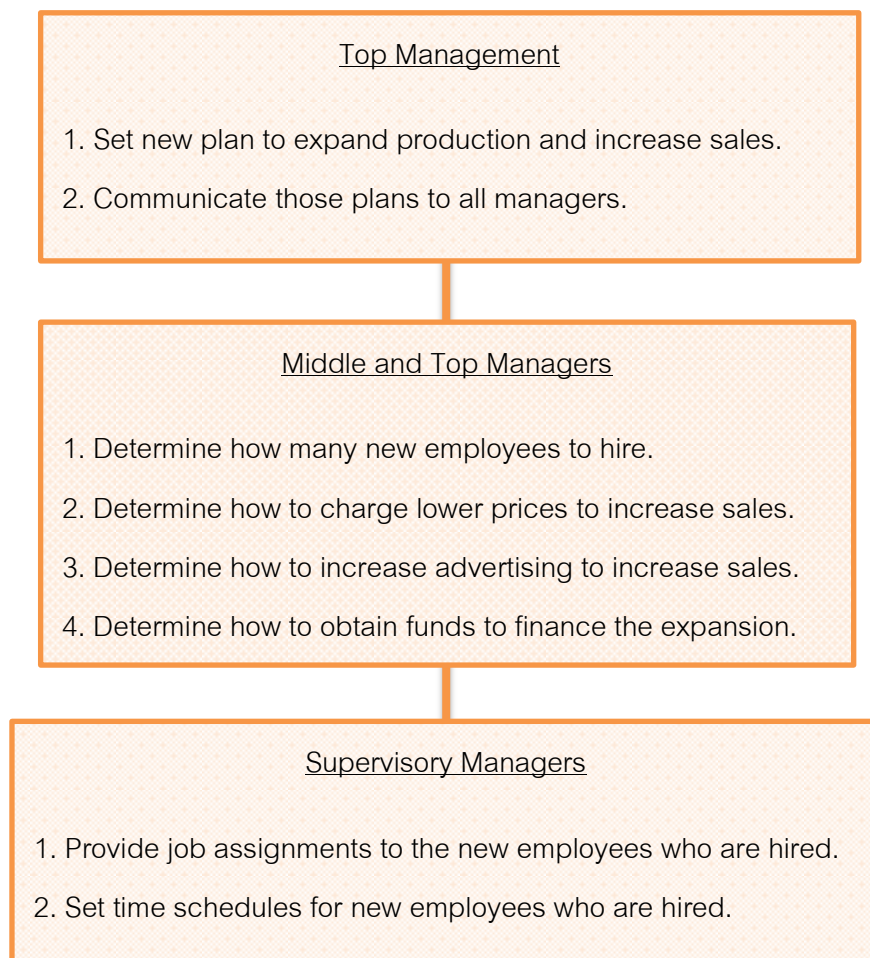 Top Management
1. Set new plan to expand production and increase sales.
2. Communicate those plans to all managers.
Middle and Top Managers
1. Determine how many new employees to hire.
2. Determine how to charge lower prices to increase sales.
3. Determine how to increase advertising to increase sales.
4. Determine how to obtain funds to finance the expansion.
Supervisory Managers
1. Provide job assignments to the new employees who are hired.
2. Set time schedules for new employees who are hired.